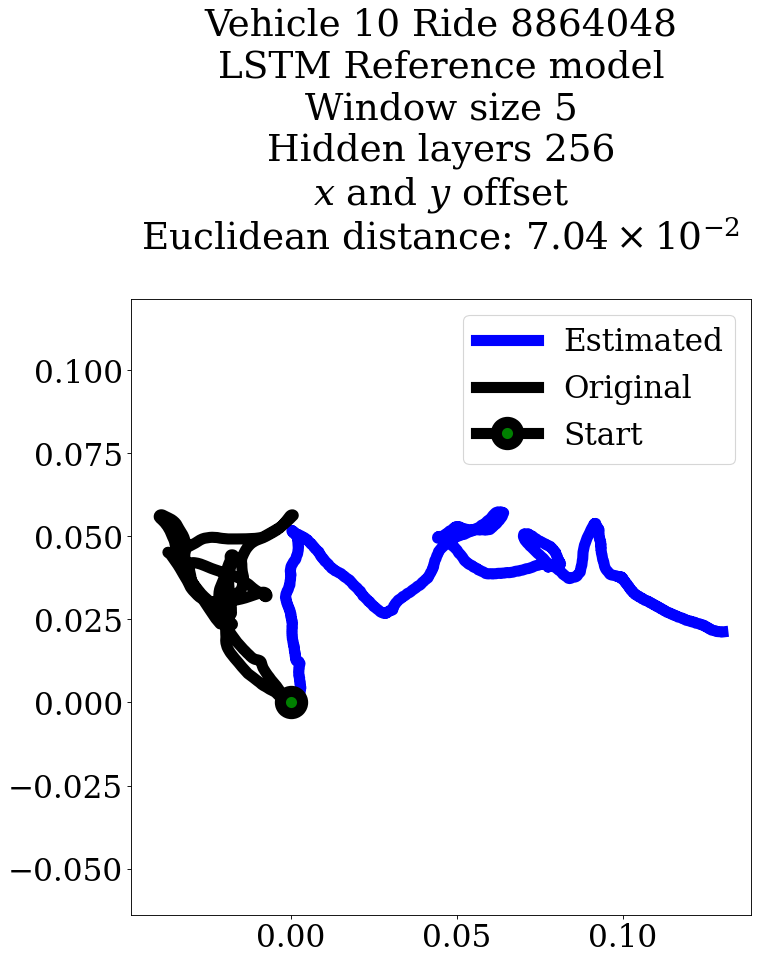 Vehicle 10 Ride 8864048
LSTM Reference model
Window size 5
Hidden layers 256
x and y offset
Euclidean distance: 7.04 × 10⁻²
Estimated
Original
Start
0.100
0.075
0.050
0.025
0.000
−0.025
−0.050
0.00 0.05 0.10